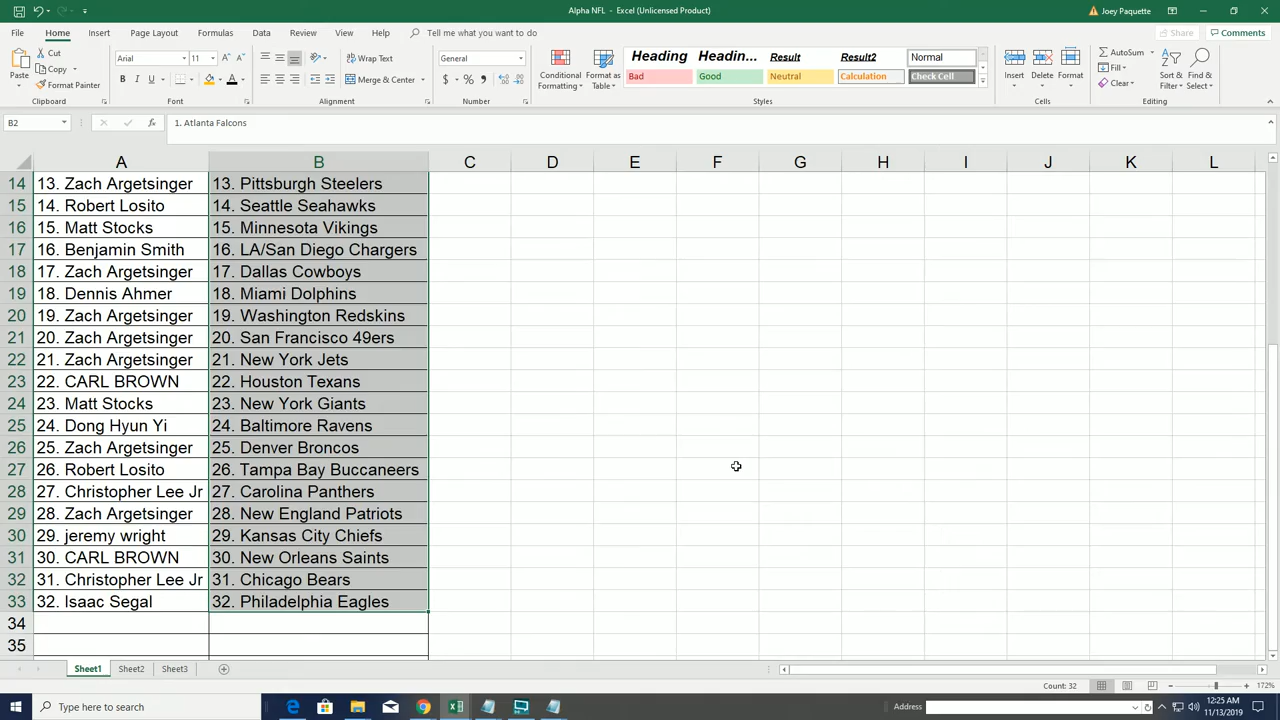 Alpha NFL - Excel (Unlicensed Product)
Joey Paquette
File Home Insert Page Layout Formulas Data Review View Help Tell me what you want to do Share Comments
Paste Cut Copy Format Painter Clipboard
Arial 11 B I U Font
Wrap Text Merge & Center Alignment
General $ % Number
Conditional Formatting Format as Table
Heading Headin... Result Result2 Normal
Bad Good Neutral Calculation Check Cell
Styles
Insert Delete Format Cells
AutoSum Fill Clear Sort & Filter Find & Select Editing
B2 fx 1. Atlanta Falcons
A B C D E F G H I J K L
14 13. Zach Argetsinger 13. Pittsburgh Steelers
15 14. Robert Losito 14. Seattle Seahawks
16 15. Matt Stocks 15. Minnesota Vikings
17 16. Benjamin Smith 16. LA/San Diego Chargers
18 17. Zach Argetsinger 17. Dallas Cowboys
19 18. Dennis Ahmer 18. Miami Dolphins
20 19. Zach Argetsinger 19. Washington Redskins
21 20. Zach Argetsinger 20. San Francisco 49ers
22 21. Zach Argetsinger 21. New York Jets
23 22. CARL BROWN 22. Houston Texans
24 23. Matt Stocks 23. New York Giants
25 24. Dong Hyun Yi 24. Baltimore Ravens
26 25. Zach Argetsinger 25. Denver Broncos
27 26. Robert Losito 26. Tampa Bay Buccaneers
28 27. Christopher Lee Jr 27. Carolina Panthers
29 28. Zach Argetsinger 28. New England Patriots
30 29. jeremy wright 29. Kansas City Chiefs
31 30. CARL BROWN 30. New Orleans Saints
32 31. Christopher Lee Jr 31. Chicago Bears
33 32. Isaac Segal 32. Philadelphia Eagles
34
35
Sheet1 Sheet2 Sheet3
Count: 32 172%
Type here to search Address 12:25 AM
11/13/2019